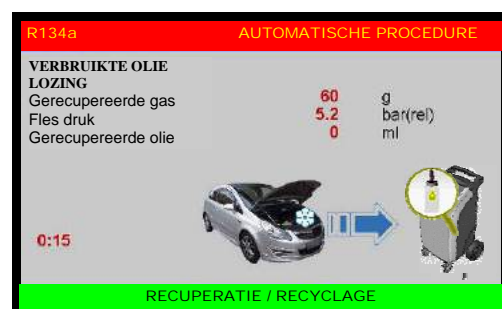 R134a AUTOMATISCHE PROCEDURE
VERBRUIKTE OLIE
LOZING
Gerecupereerde gas 60 g
Fles druk 5.2 bar(rel)
Gerecupereerde olie 0 ml
0:15
RECUPERATIE / RECYCLAGE